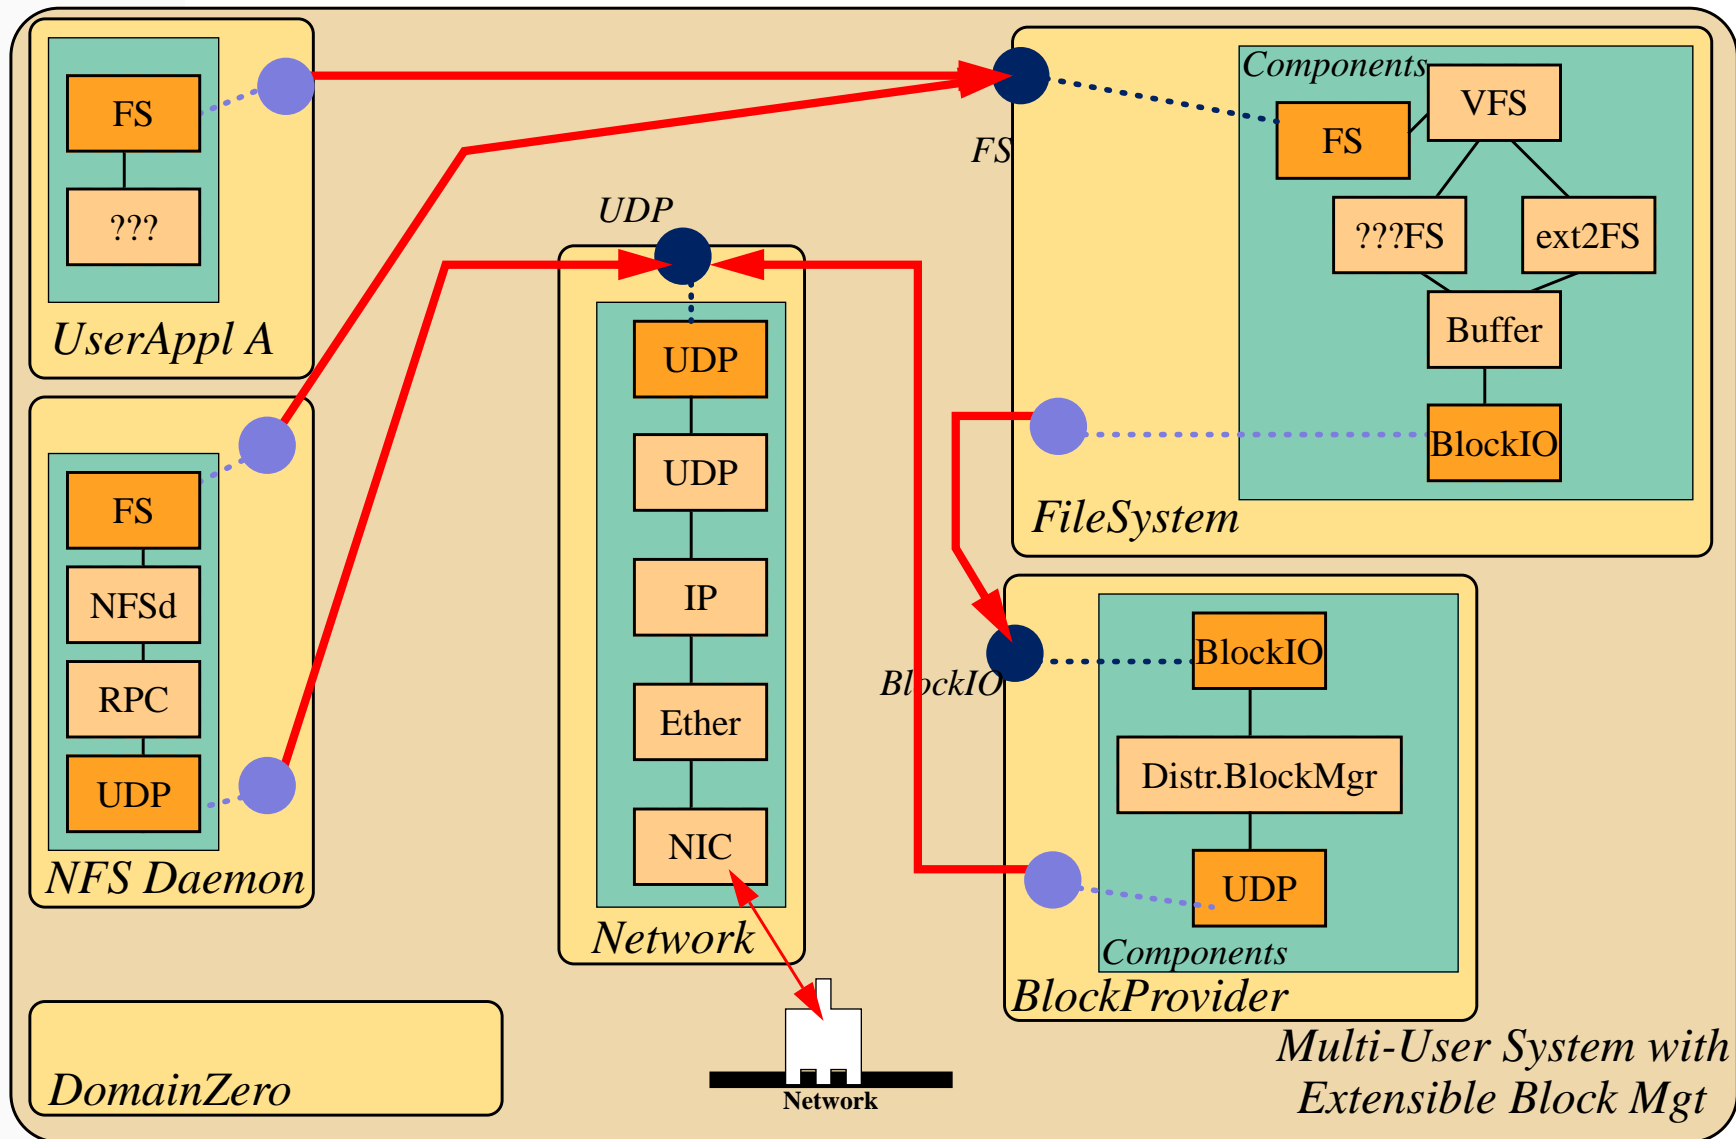 FS
???
UserAppl A
FS
NFSd
RPC
UDP
NFS Daemon
DomainZero
UDP
UDP
UDP
IP
Ether
NIC
Network
Network
FS
Components
VFS
FS
???FS
ext2FS
Buffer
BlockIO
FileSystem
BlockIO
BlockIO
Distr.BlockMgr
UDP
Components
BlockProvider
Multi-User System with
Extensible Block Mgt